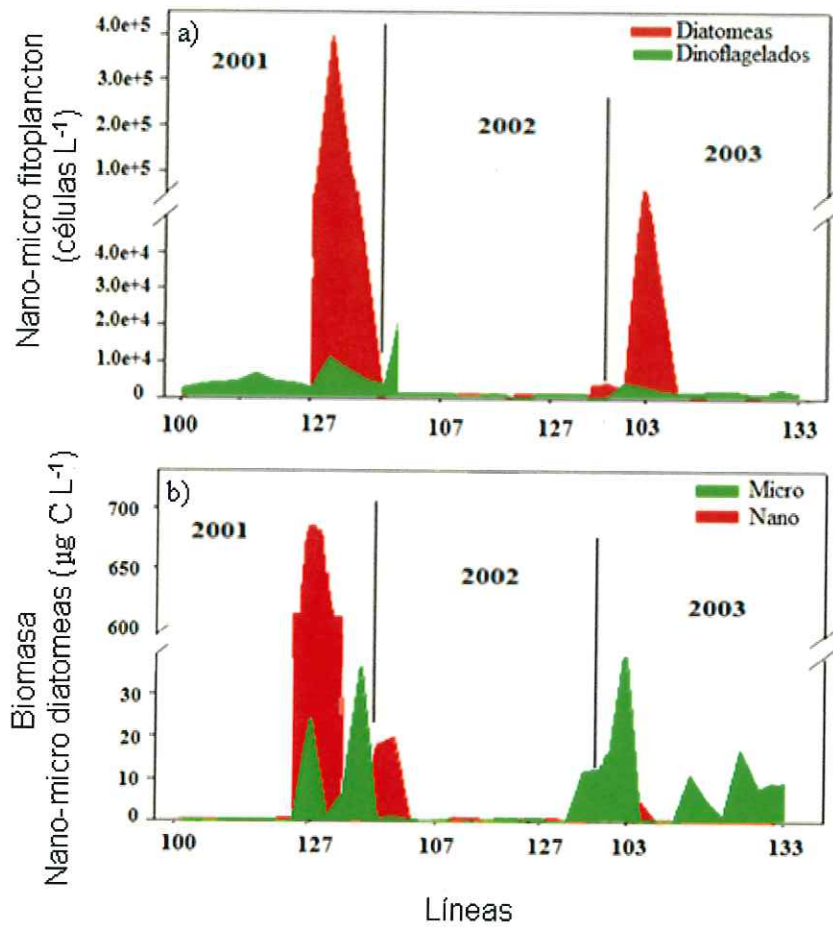 a)
Diatomeas
Dinoflagelados
2001
2002
2003
Nano-micro fitoplancton
(células L⁻¹)
4.0e+5
3.0e+5
2.0e+5
1.0e+5
4.0e+4
3.0e+4
2.0e+4
1.0e+4
0
100
127
107
127
103
133
b)
Micro
Nano
2001
2002
2003
Biomasa
Nano-micro diatomeas (µg C L⁻¹)
700
650
600
30
20
10
0
100
127
107
127
103
133
Líneas